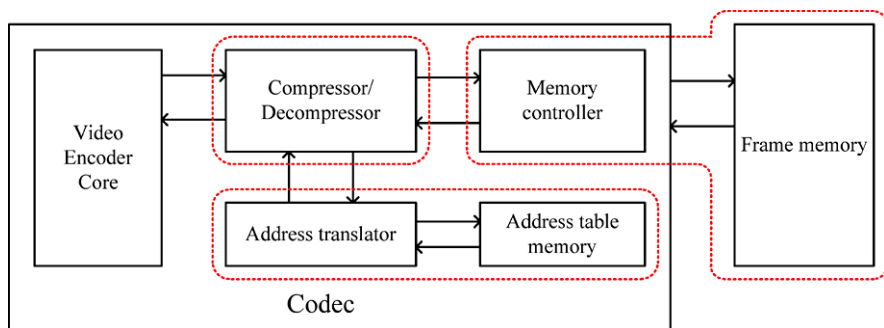 Video
Encoder
Core
Compressor/
Decompressor
Memory
controller
Frame memory
Address translator
Address table
memory
Codec